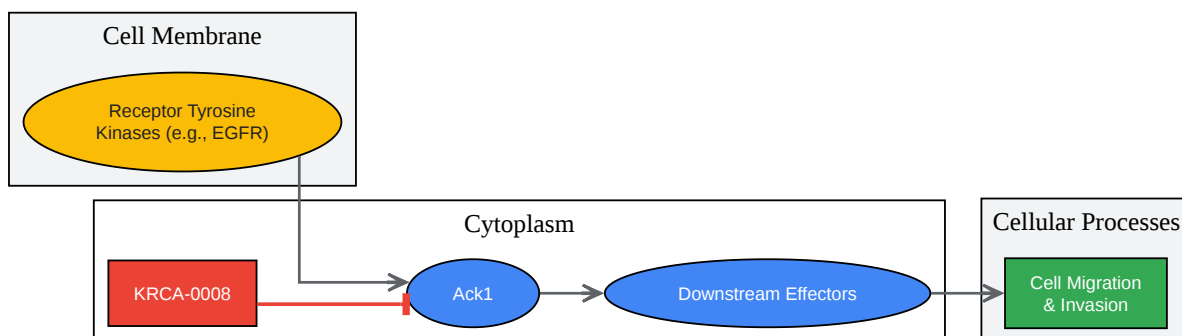 Cell Membrane
Receptor Tyrosine
Kinases (e.g., EGFR)
Cytoplasm
KRCA-0008
Ack1
Downstream Effectors
Cellular Processes
Cell Migration
& Invasion